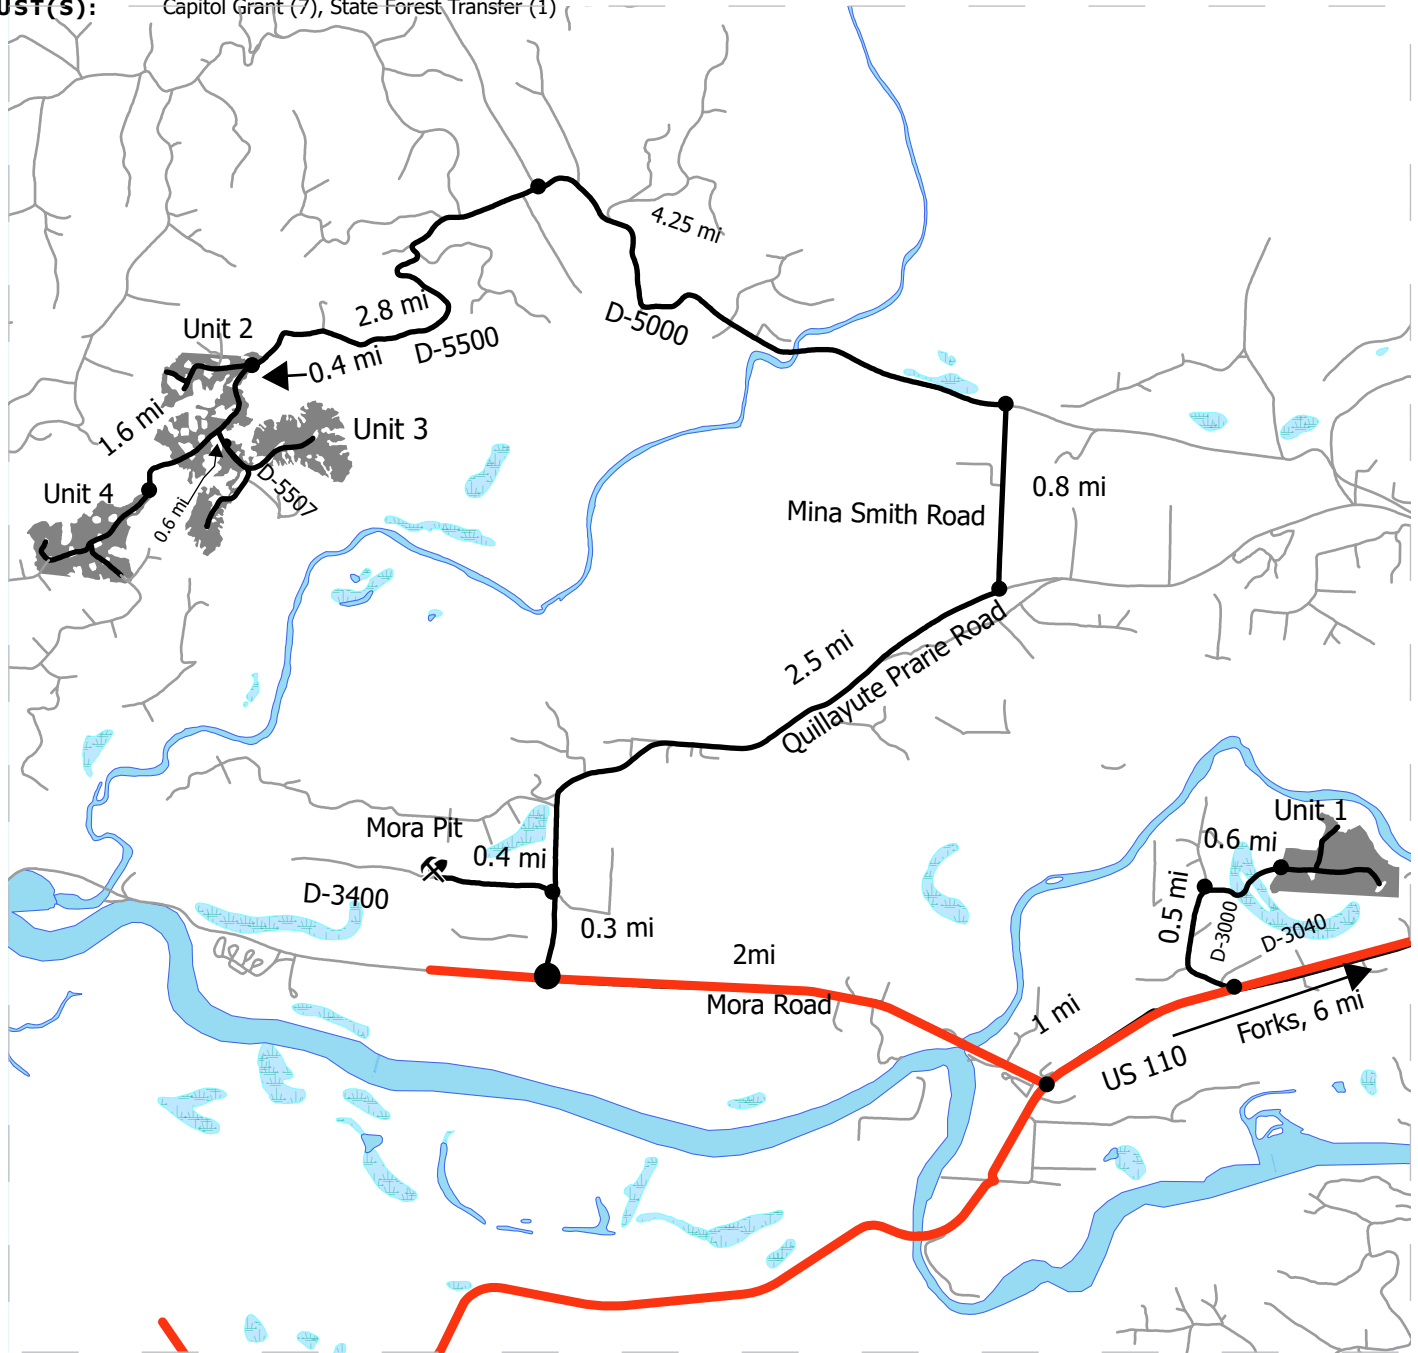 UST(S): Capitol Grant (7), State Forest Transfer (1)
4.25 mi
2.8 mi
D-5000
Unit 2
0.4 mi
D-5500
1.6 mi
Unit 3
Unit 4
0.6 mi
D-5507
0.8 mi
Mina Smith Road
2.5 mi
Quillayute Prarie Road
Mora Pit
0.4 mi
D-3400
0.3 mi
2mi
Mora Road
Unit 1
0.6 mi
0.5 mi
D-3000
D-3040
1 mi
US 110
Forks, 6 mi